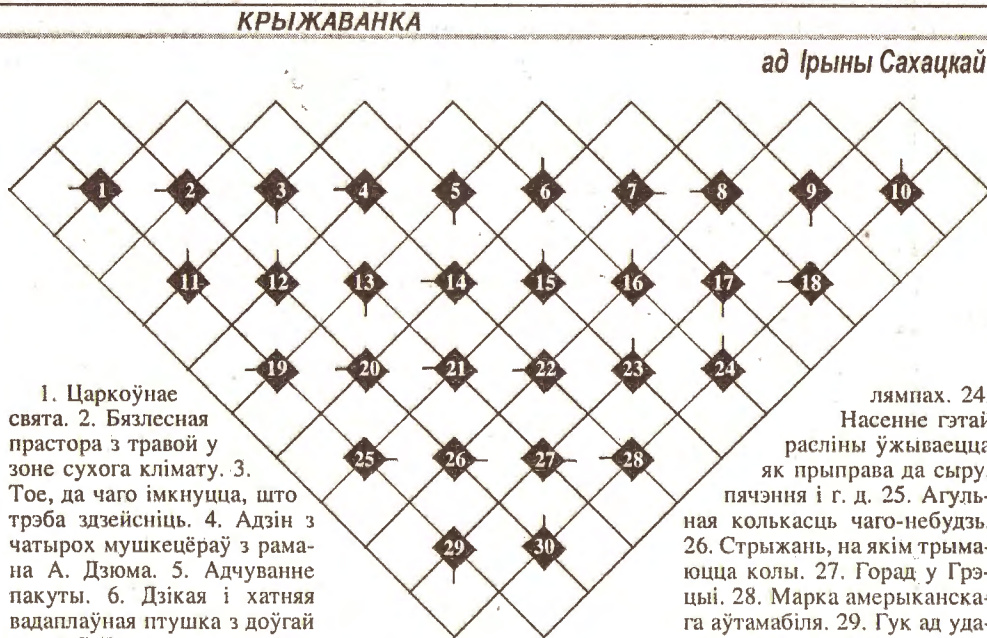 КРЫЖАВАНКА
ад Ірыны Сахацкай
1 2 3 4 5 6 7 8 9 10
11 12 13 14 15 16 17 18
19 20 21 22 23 24
25 26 27 28
29 30
1. Царкоўнае
свята. 2. Бязлесная
прастора з травой у
зоне сухога клімату. 3.
Тое, да чаго імкнуцца, што
трэба здзейсніць. 4. Адзін з
чатырох мушкецёраў з рама-
на А. Дзюма. 5. Адчуванне
пакуты. 6. Дзікая і хатняя
вадаплаўная птушка з доўгай
лямпах. 24
Насенне гэтай
расліны ўжываецца
як прыправа да сыру,
пячэння і г. д. 25. Агуль-
ная колькасць чаго-небудзь.
26. Стрыжань, на якім трыма-
юцца колы. 27. Горад у Грэ-
цыі. 28. Марка амерыканска-
га аўтамабіля. 29. Гук ад уда-